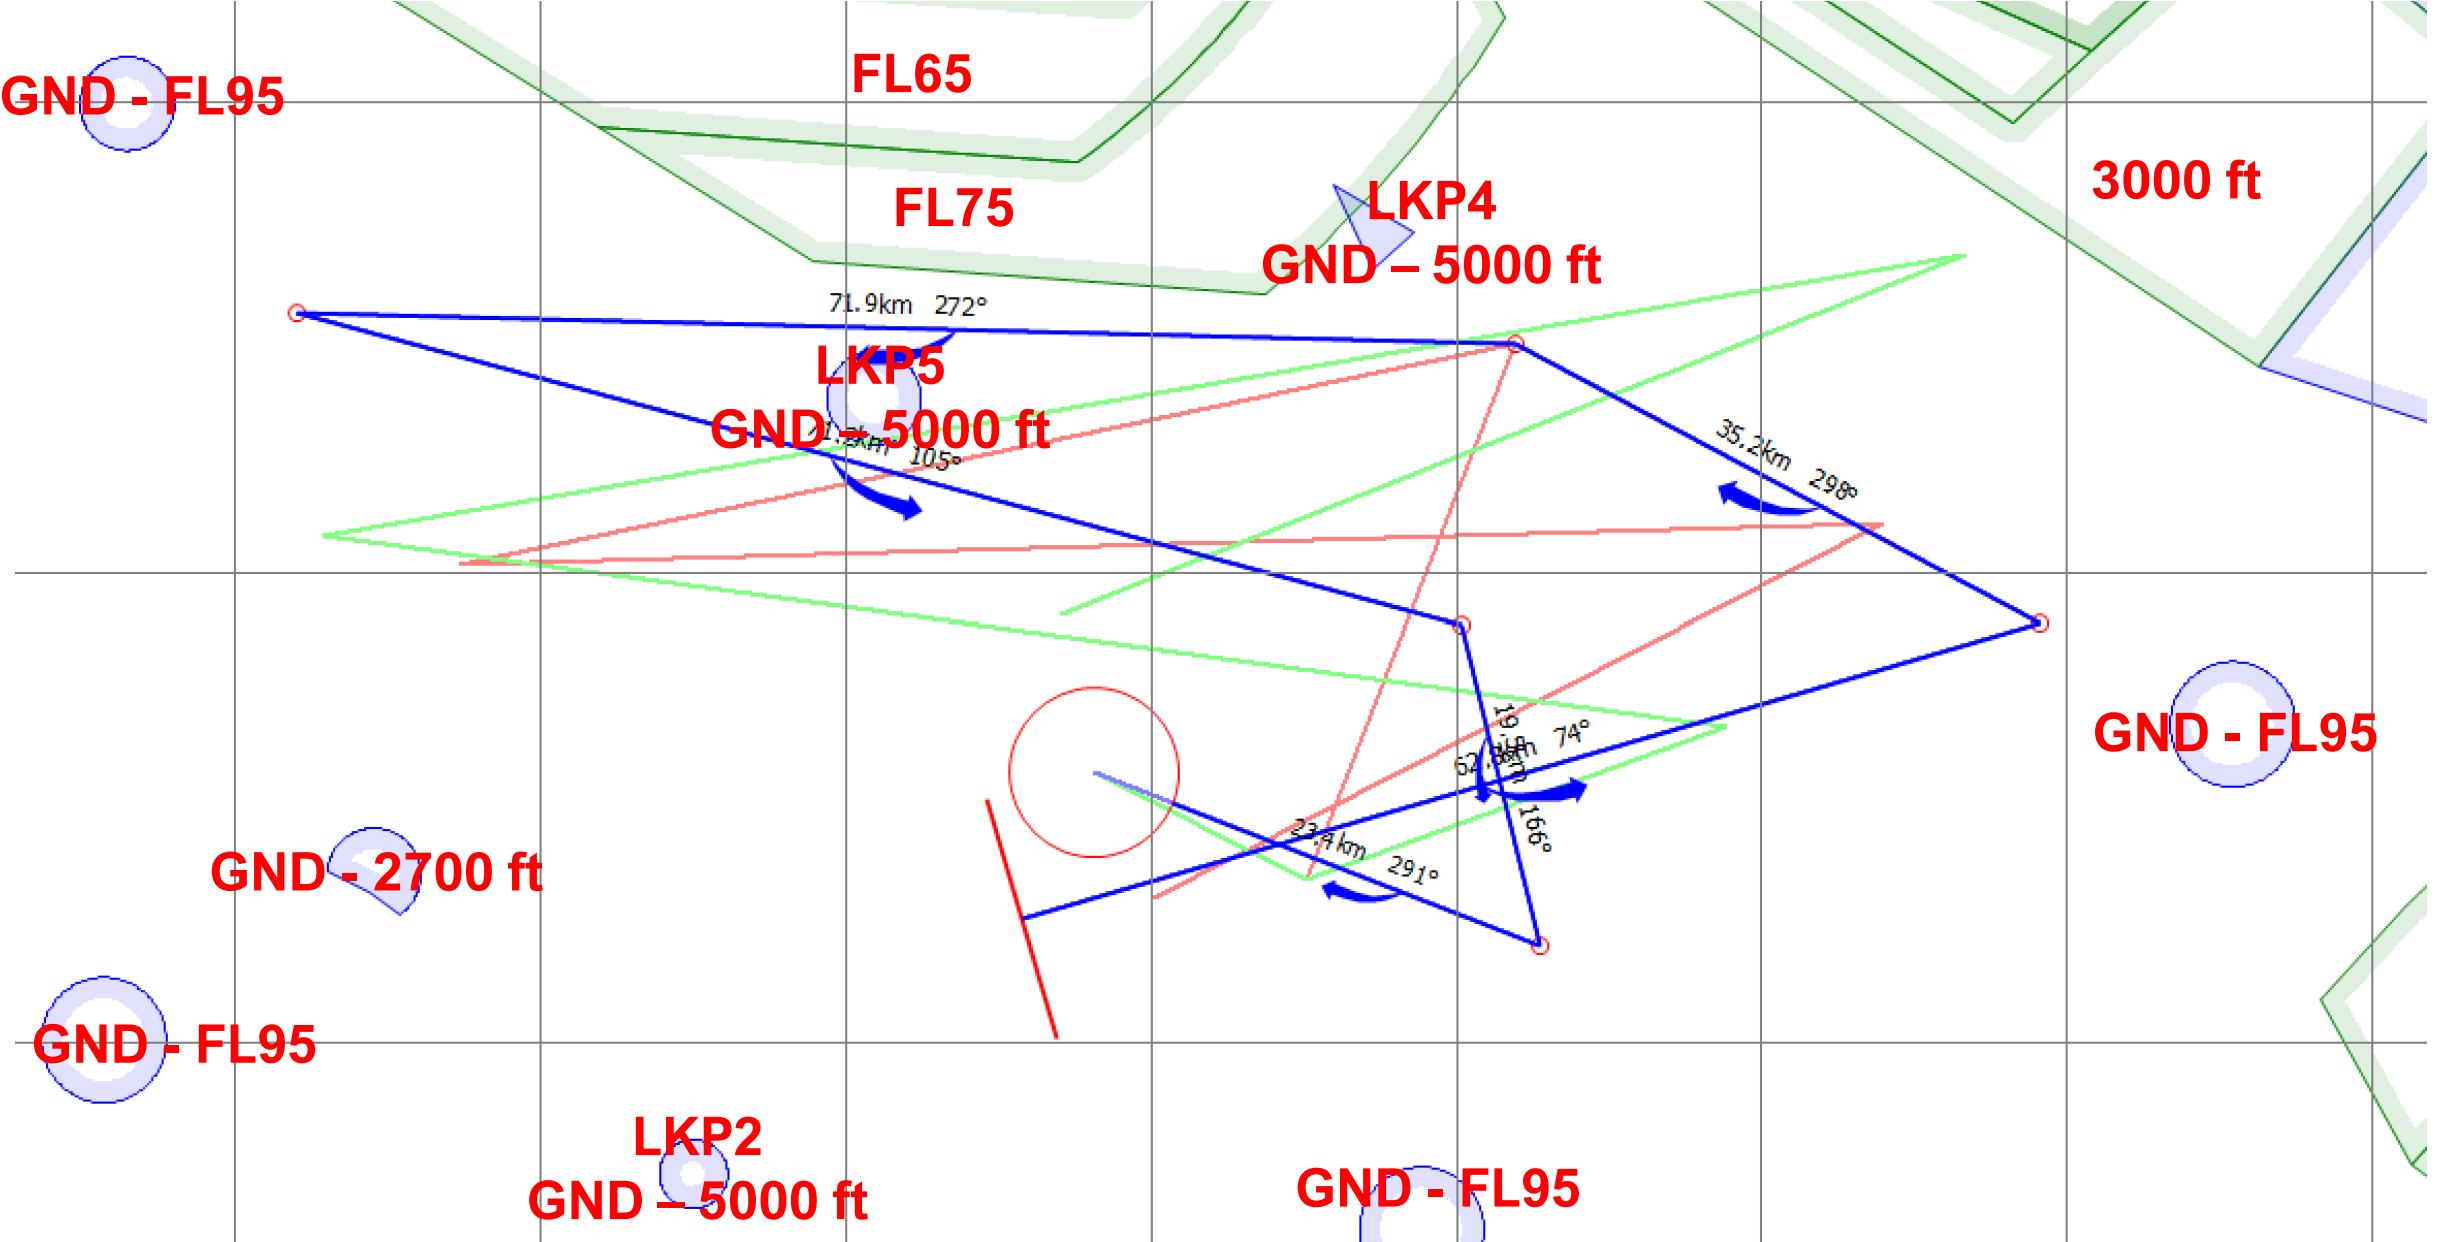 FL65
GND - FL95
3000 ft
LKP4
FL75
GND – 5000 ft
71.9km 272°
LKP5
GND – 5000 ft
105°
35.2km 298°
74°
166°
291°
GND - FL95
GND - 2700 ft
GND - FL95
LKP2
GND – 5000 ft
GND - FL95